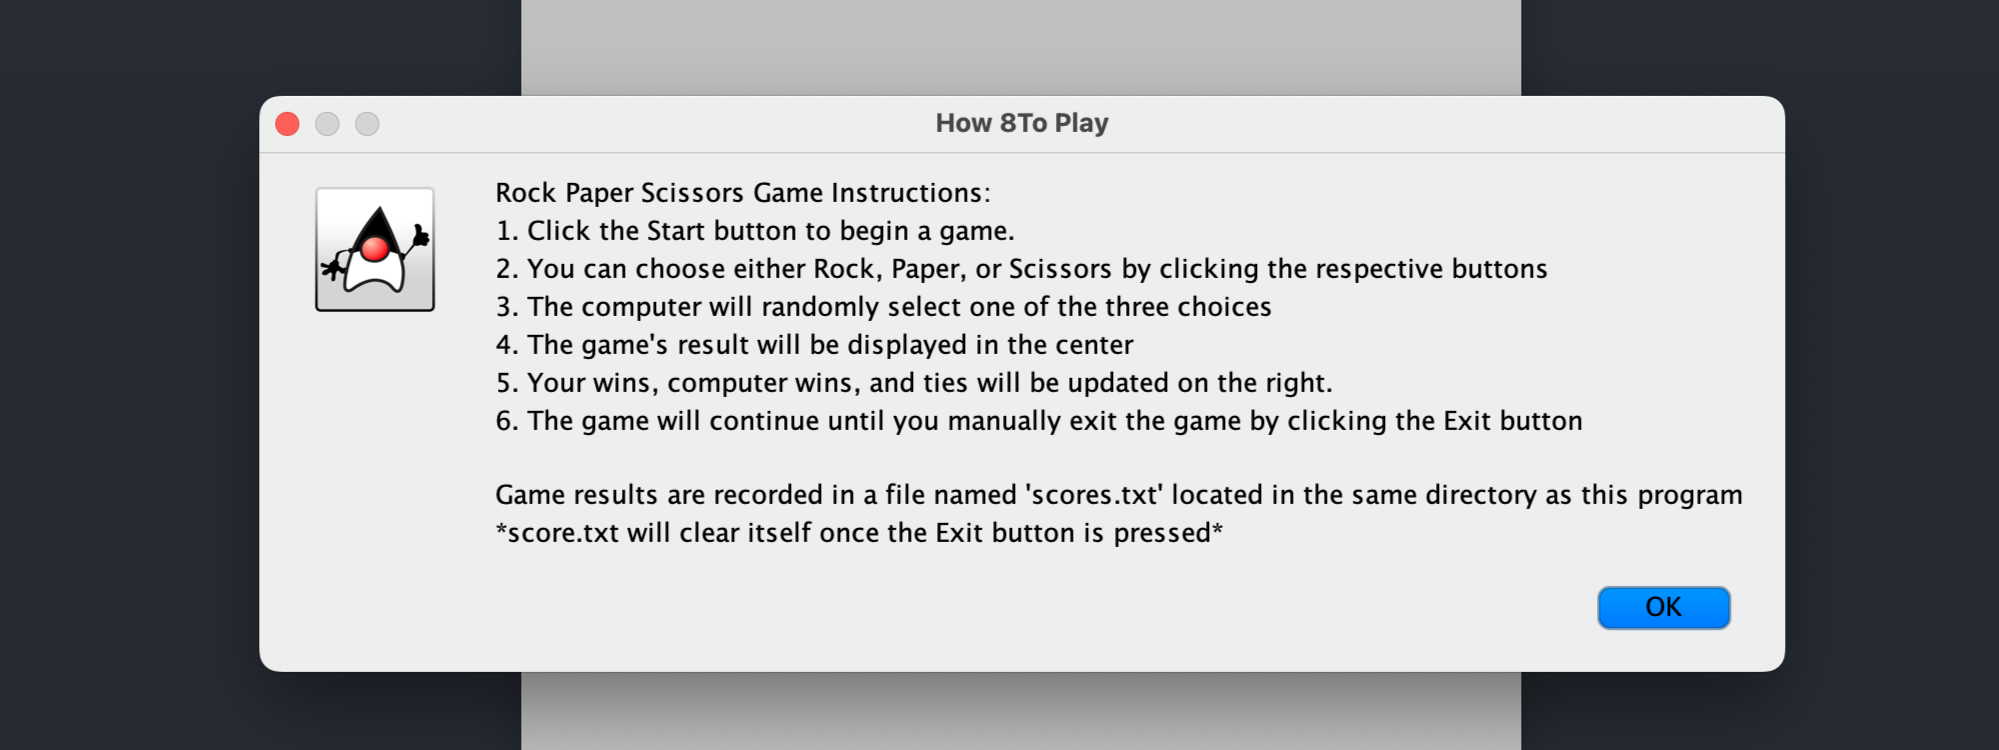 How 8To Play
Rock Paper Scissors Game Instructions:
1. Click the Start button to begin a game.
2. You can choose either Rock, Paper, or Scissors by clicking the respective buttons
3. The computer will randomly select one of the three choices
4. The game's result will be displayed in the center
5. Your wins, computer wins, and ties will be updated on the right.
6. The game will continue until you manually exit the game by clicking the Exit button
Game results are recorded in a file named 'scores.txt' located in the same directory as this program
*score.txt will clear itself once the Exit button is pressed*
OK